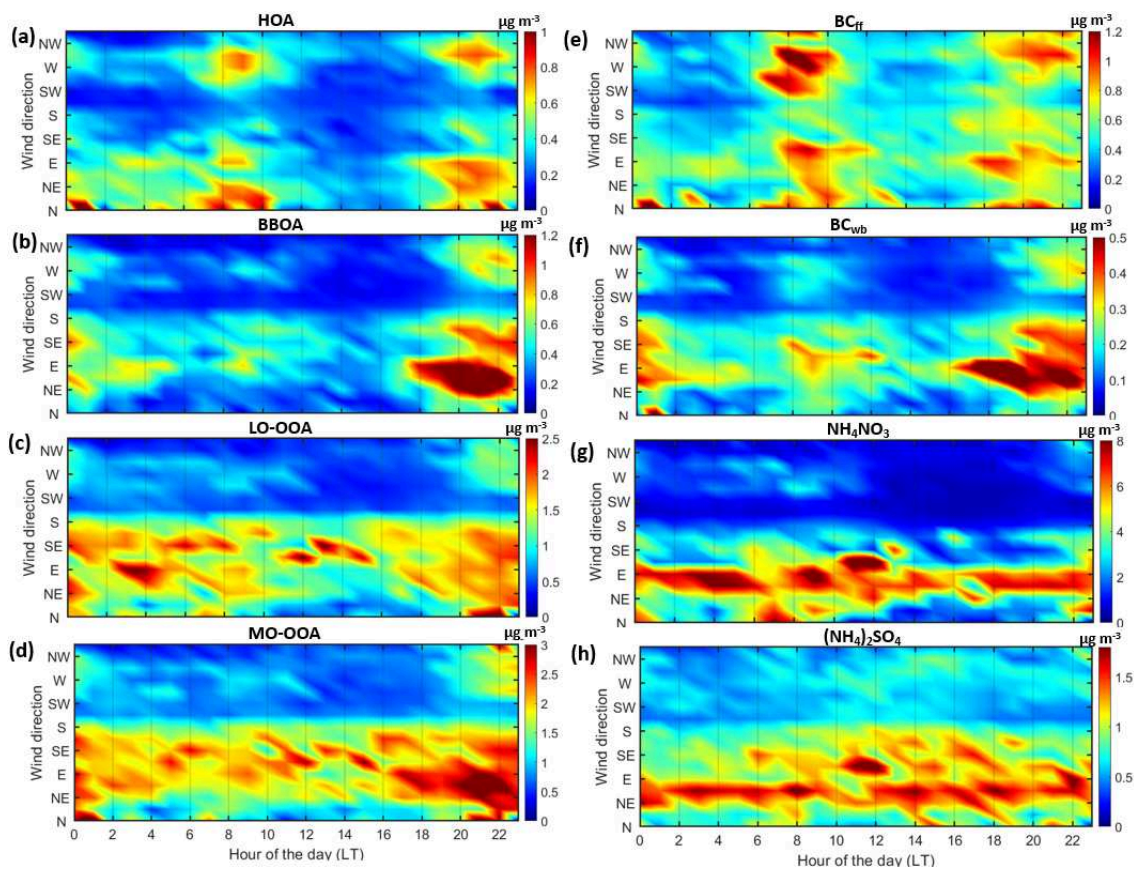 HOA
µg m-3
(a)
NW
W
SW
S
SE
E
NE
N
Wind direction
1
0.8
0.6
0.4
0.2
0
BBOA
µg m-3
(b)
NW
W
SW
S
SE
E
NE
N
Wind direction
1.2
1
0.8
0.6
0.4
0.2
0
LO-OOA
µg m-3
(c)
NW
W
SW
S
SE
E
NE
N
Wind direction
2.5
2
1.5
1
0.5
0
MO-OOA
µg m-3
(d)
NW
W
SW
S
SE
E
NE
N
Wind direction
3
2.5
2
1.5
1
0.5
0
0 2 4 6 8 10 12 14 16 18 20 22
Hour of the day (LT)
BCff
µg m-3
(e)
NW
W
SW
S
SE
E
NE
N
Wind direction
1.2
1
0.8
0.6
0.4
0.2
0
BCwb
µg m-3
(f)
NW
W
SW
S
SE
E
NE
N
Wind direction
0.5
0.4
0.3
0.2
0.1
0
NH4NO3
µg m-3
(g)
NW
W
SW
S
SE
E
NE
N
Wind direction
8
6
4
2
0
(NH4)2SO4
µg m-3
(h)
NW
W
SW
S
SE
E
NE
N
Wind direction
1.5
1
0.5
0
0 2 4 6 8 10 12 14 16 18 20 22
Hour of the day (LT)